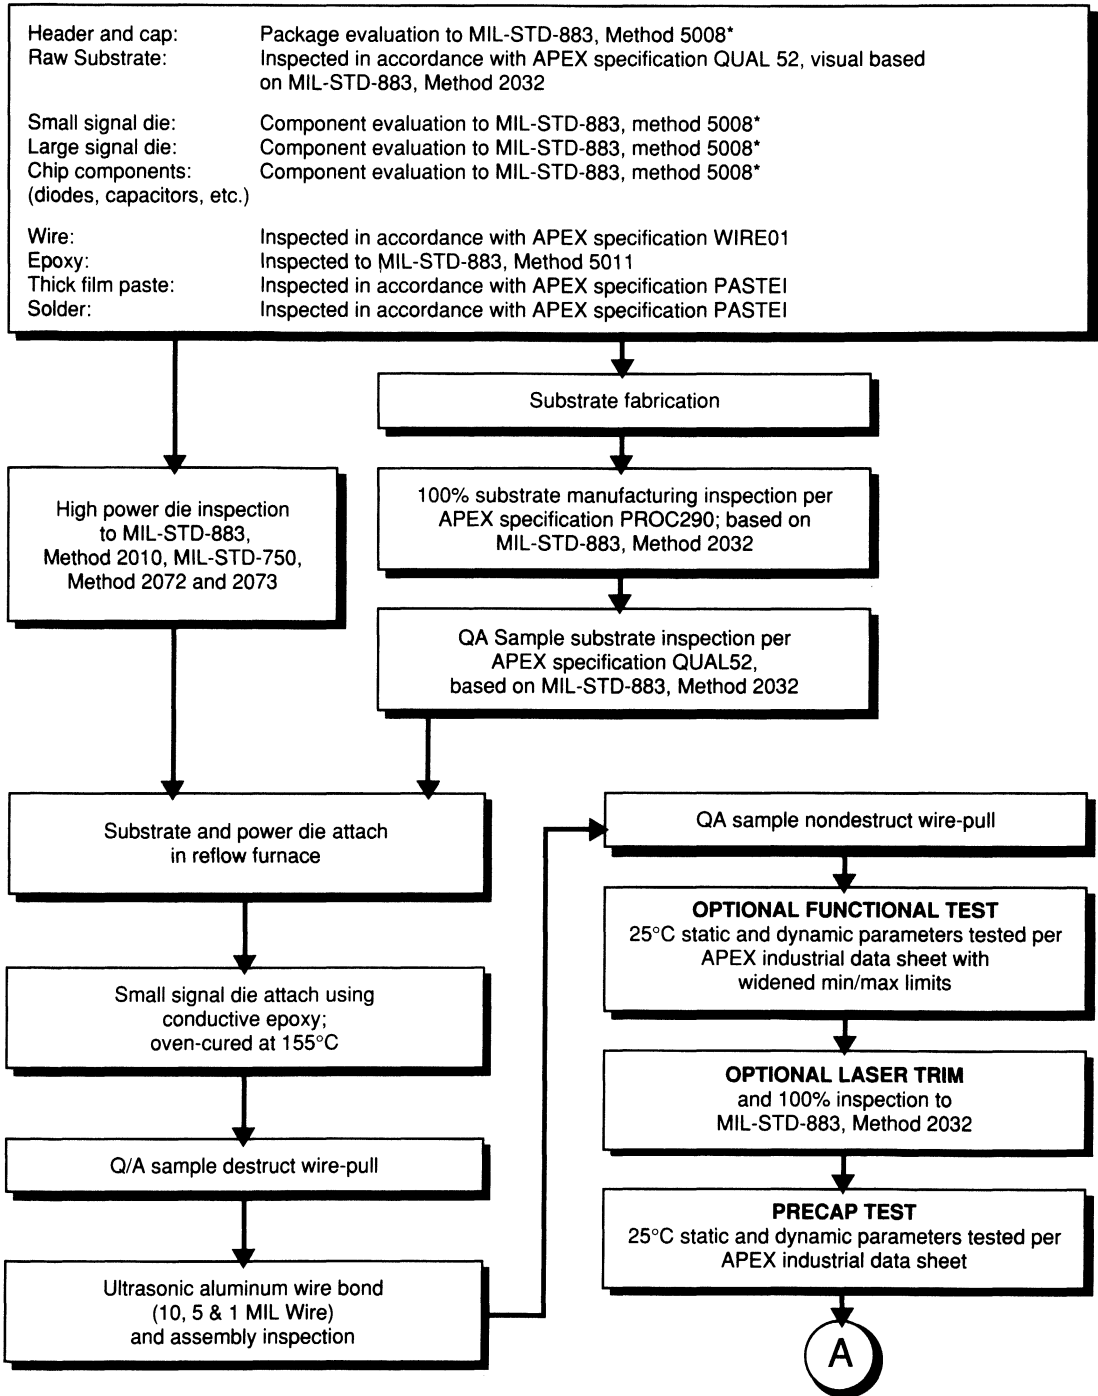 Header and cap: Package evaluation to MIL-STD-883, Method 5008*
Raw Substrate: Inspected in accordance with APEX specification QUAL 52, visual based
on MIL-STD-883, Method 2032
Small signal die: Component evaluation to MIL-STD-883, method 5008*
Large signal die: Component evaluation to MIL-STD-883, method 5008*
Chip components: Component evaluation to MIL-STD-883, method 5008*
(diodes, capacitors, etc.)
Wire: Inspected in accordance with APEX specification WIRE01
Epoxy: Inspected to MIL-STD-883, Method 5011
Thick film paste: Inspected in accordance with APEX specification PASTEI
Solder: Inspected in accordance with APEX specification PASTEI
Substrate fabrication
100% substrate manufacturing inspection per
APEX specification PROC290; based on
MIL-STD-883, Method 2032
High power die inspection
to MIL-STD-883,
Method 2010, MIL-STD-750,
Method 2072 and 2073
QA Sample substrate inspection per
APEX specification QUAL52,
based on MIL-STD-883, Method 2032
Substrate and power die attach
in reflow furnace
Small signal die attach using
conductive epoxy;
oven-cured at 155°C
Q/A sample destruct wire-pull
Ultrasonic aluminum wire bond
(10, 5 & 1 MIL Wire)
and assembly inspection
QA sample nondestruct wire-pull
OPTIONAL FUNCTIONAL TEST
25°C static and dynamic parameters tested per
APEX industrial data sheet with
widened min/max limits
OPTIONAL LASER TRIM
and 100% inspection to
MIL-STD-883, Method 2032
PRECAP TEST
25°C static and dynamic parameters tested per
APEX industrial data sheet
A